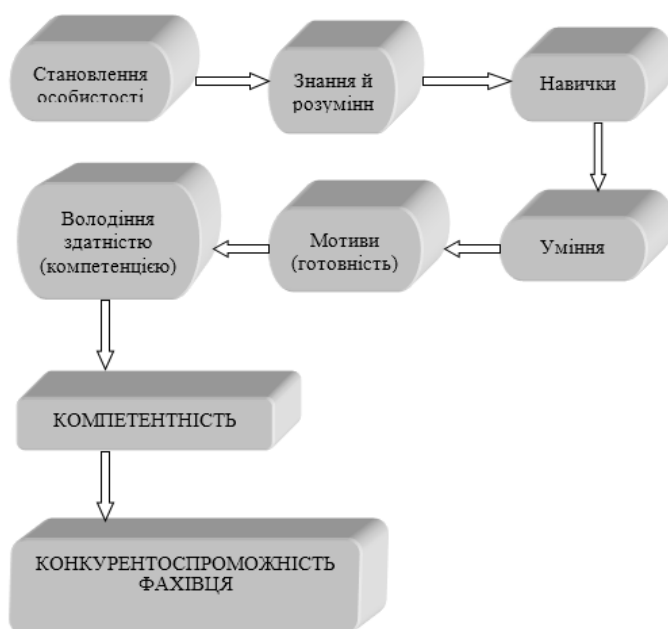 Становлення
особистості
Знання й
розумінн
Навички
Уміння
Мотиви
(готовність)
Володіння
здатністю
(компетенцією)
КОМПЕТЕНТНІСТЬ
КОНКУРЕНТОСПРОМОЖНІСТЬ
ФАХІВЦЯ